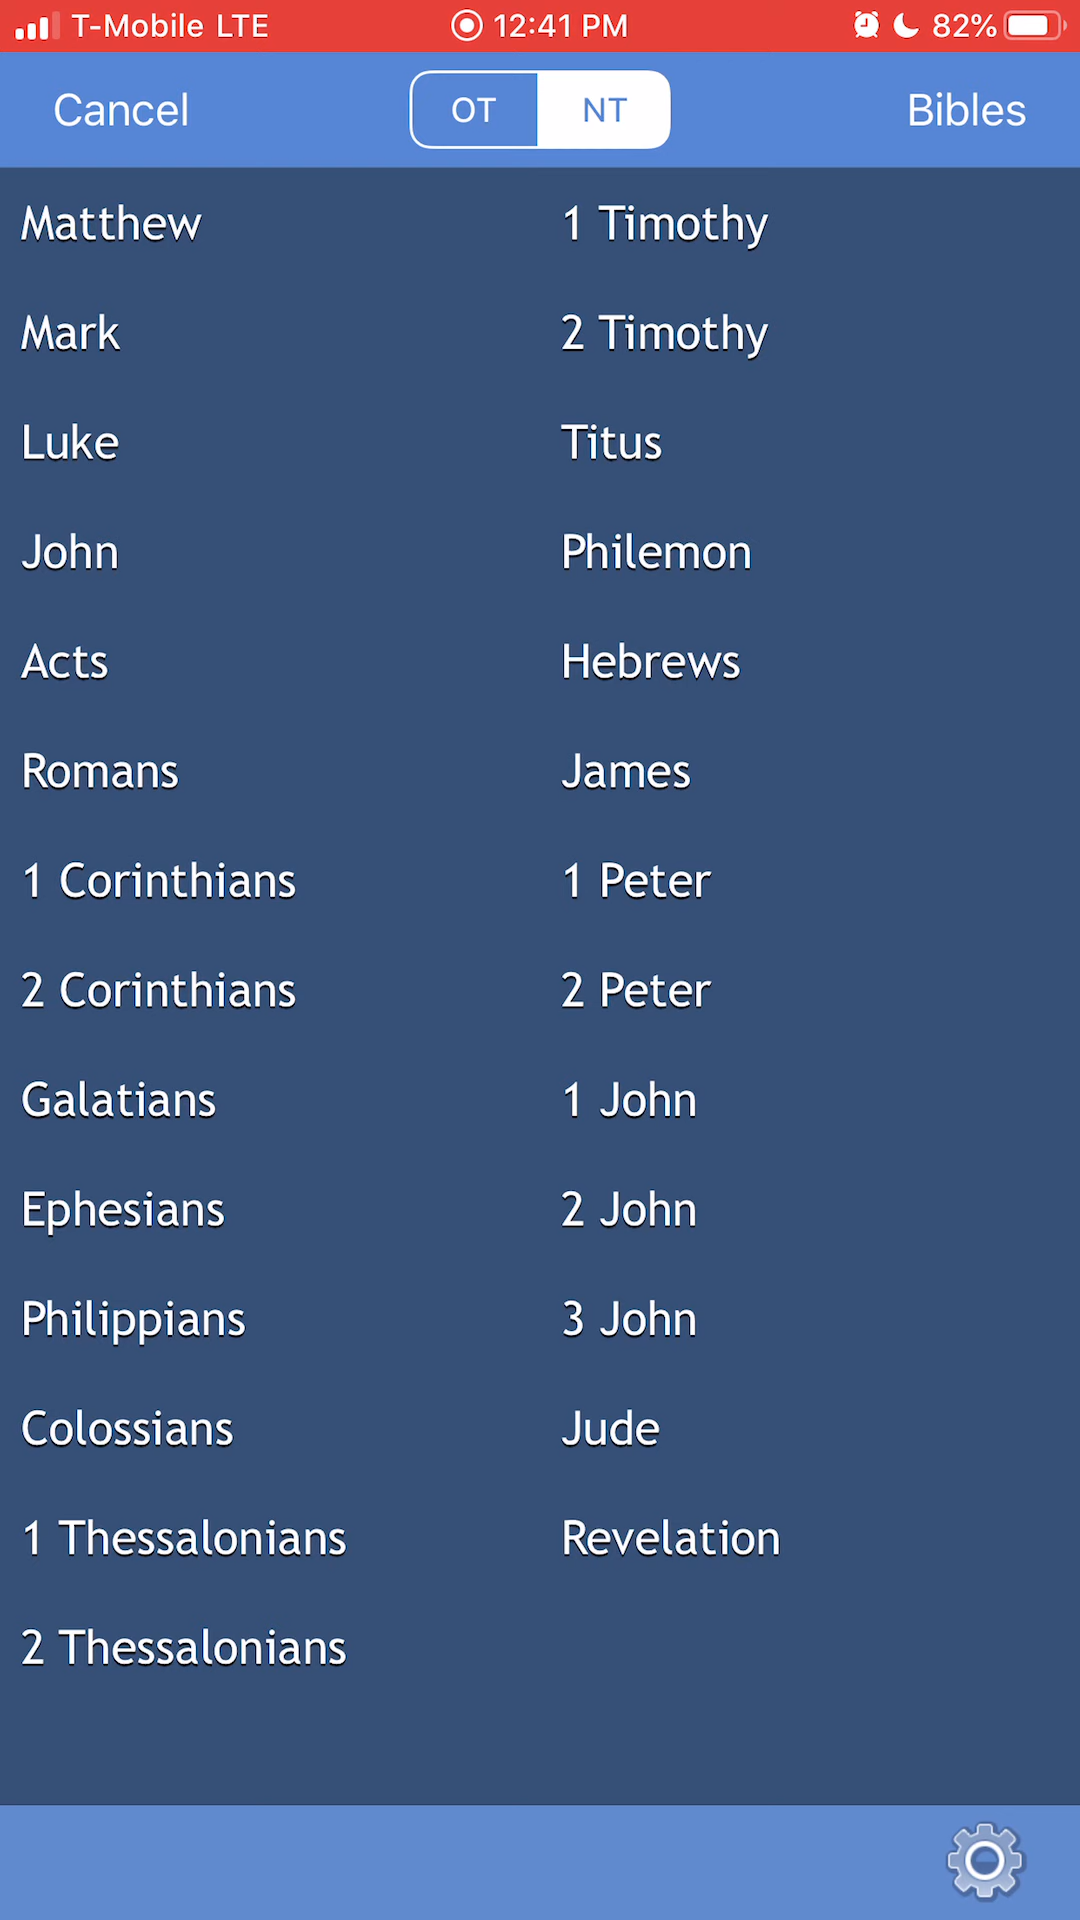 T-Mobile LTE 12:41 PM 82%
Cancel OT NT Bibles
Matthew
Mark
Luke
John
Acts
Romans
1 Corinthians
2 Corinthians
Galatians
Ephesians
Philippians
Colossians
1 Thessalonians
2 Thessalonians
1 Timothy
2 Timothy
Titus
Philemon
Hebrews
James
1 Peter
2 Peter
1 John
2 John
3 John
Jude
Revelation